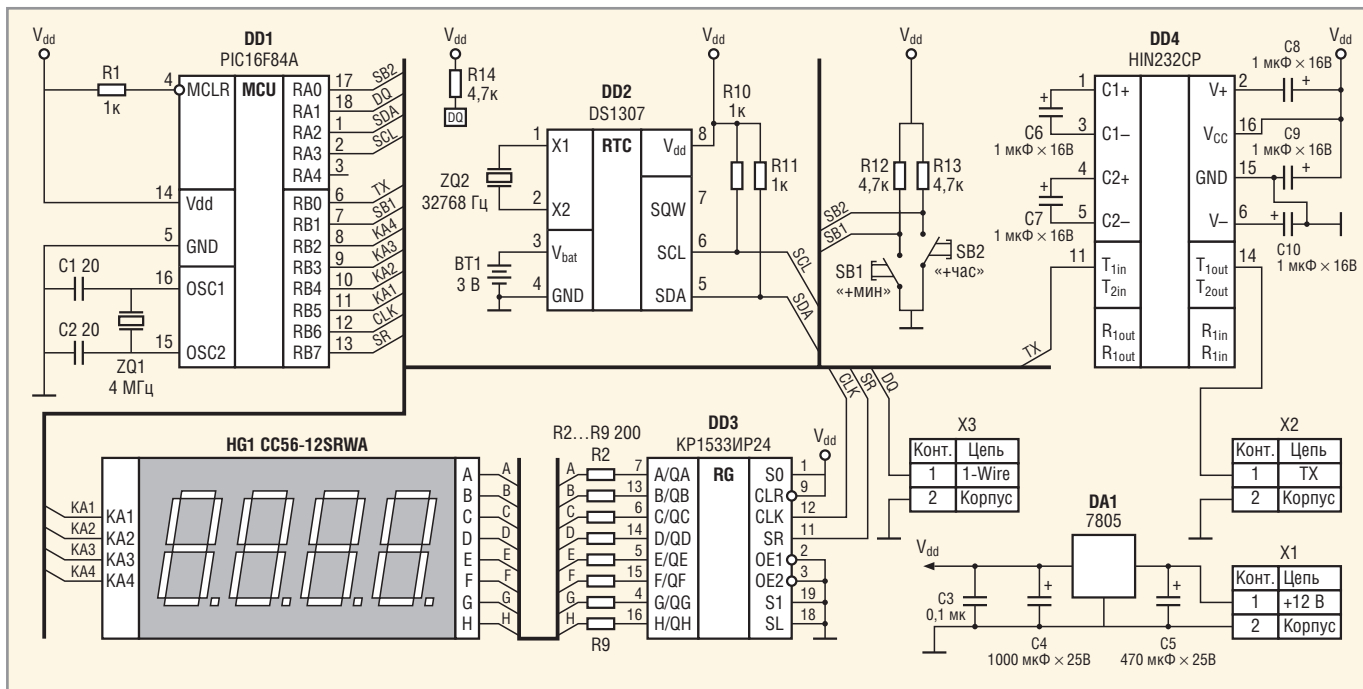 Vdd
DD1
PIC16F84A
R1
1к
4
MCLR
MCU
RA0
17
SB2
RA1
18
DQ
RA2
1
SDA
RA3
2
SCL
RA4
3
14
Vdd
RB0
6
TX
RB1
7
SB1
5
GND
RB2
8
KA4
RB3
9
KA3
C1 20
16
OSC1
RB4
10
KA2
RB5
11
KA1
C2 20
15
OSC2
RB6
12
CLK
RB7
13
SR
ZQ1
4 МГц
Vdd
R14
4,7к
DQ
DD2
DS1307
Vdd
R10
1к
R11
1к
1
X1
RTC
Vdd
8
ZQ2
32768 Гц
2
X2
SQW
7
3
Vbat
SCL
6
SCL
BT1
3 В
4
GND
SDA
5
SDA
Vdd
R12
4,7к
R13
4,7к
SB2
SB1
SB1
«+мин»
SB2
«+час»
DD4
HIN232CP
C8
1 мкФ × 16В
Vdd
1
C1+
V+
2
+
+
C6
1 мкФ × 16В
3
C1–
VCC
16
C9
1 мкФ × 16В
4
C2+
GND
15
+
+
C7
1 мкФ × 16В
5
C2–
V–
6
+
C10
1 мкФ × 16В
11
T1in
T1out
14
T2in
T2out
R1out
R1in
R1out
R1in
TX
CLK
SR
DQ
HG1 CC56-12SRWA
KA1
KA2
KA3
KA4
KA1
KA2
KA3
KA4
A
B
C
D
E
F
G
H
A
B
C
D
E
F
G
H
R2...R9 200
R2
R9
A
B
C
D
E
F
G
H
DD3
КР1533ИР24
Vdd
7
A/QA
RG
S0
1
13
B/QB
CLR
9
6
C/QC
CLK
12
14
D/QD
SR
11
5
E/QE
OE1
2
15
F/QF
OE2
3
4
G/QG
S1
19
16
H/QH
SL
18
X3
Конт. Цепь
1 1-Wire
2 Корпус
X2
Конт. Цепь
1 TX
2 Корпус
DA1
7805
Vdd
X1
Конт. Цепь
1 +12 В
2 Корпус
C3
0,1 мк
+
C4
1000 мкФ × 25В
+
C5
470 мкФ × 25В